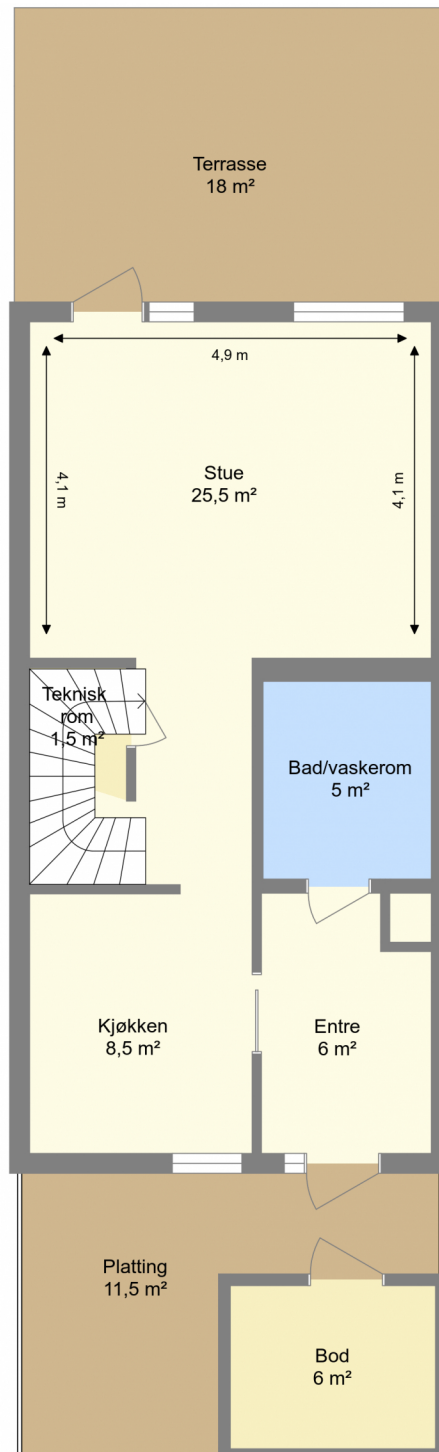 Terrasse
18 m²
4,9 m
4,1 m
4,1 m
Stue
25,5 m²
Teknisk
rom
1,5 m²
Bad/vaskerom
5 m²
Kjøkken
8,5 m²
Entre
6 m²
Platting
11,5 m²
Bod
6 m²